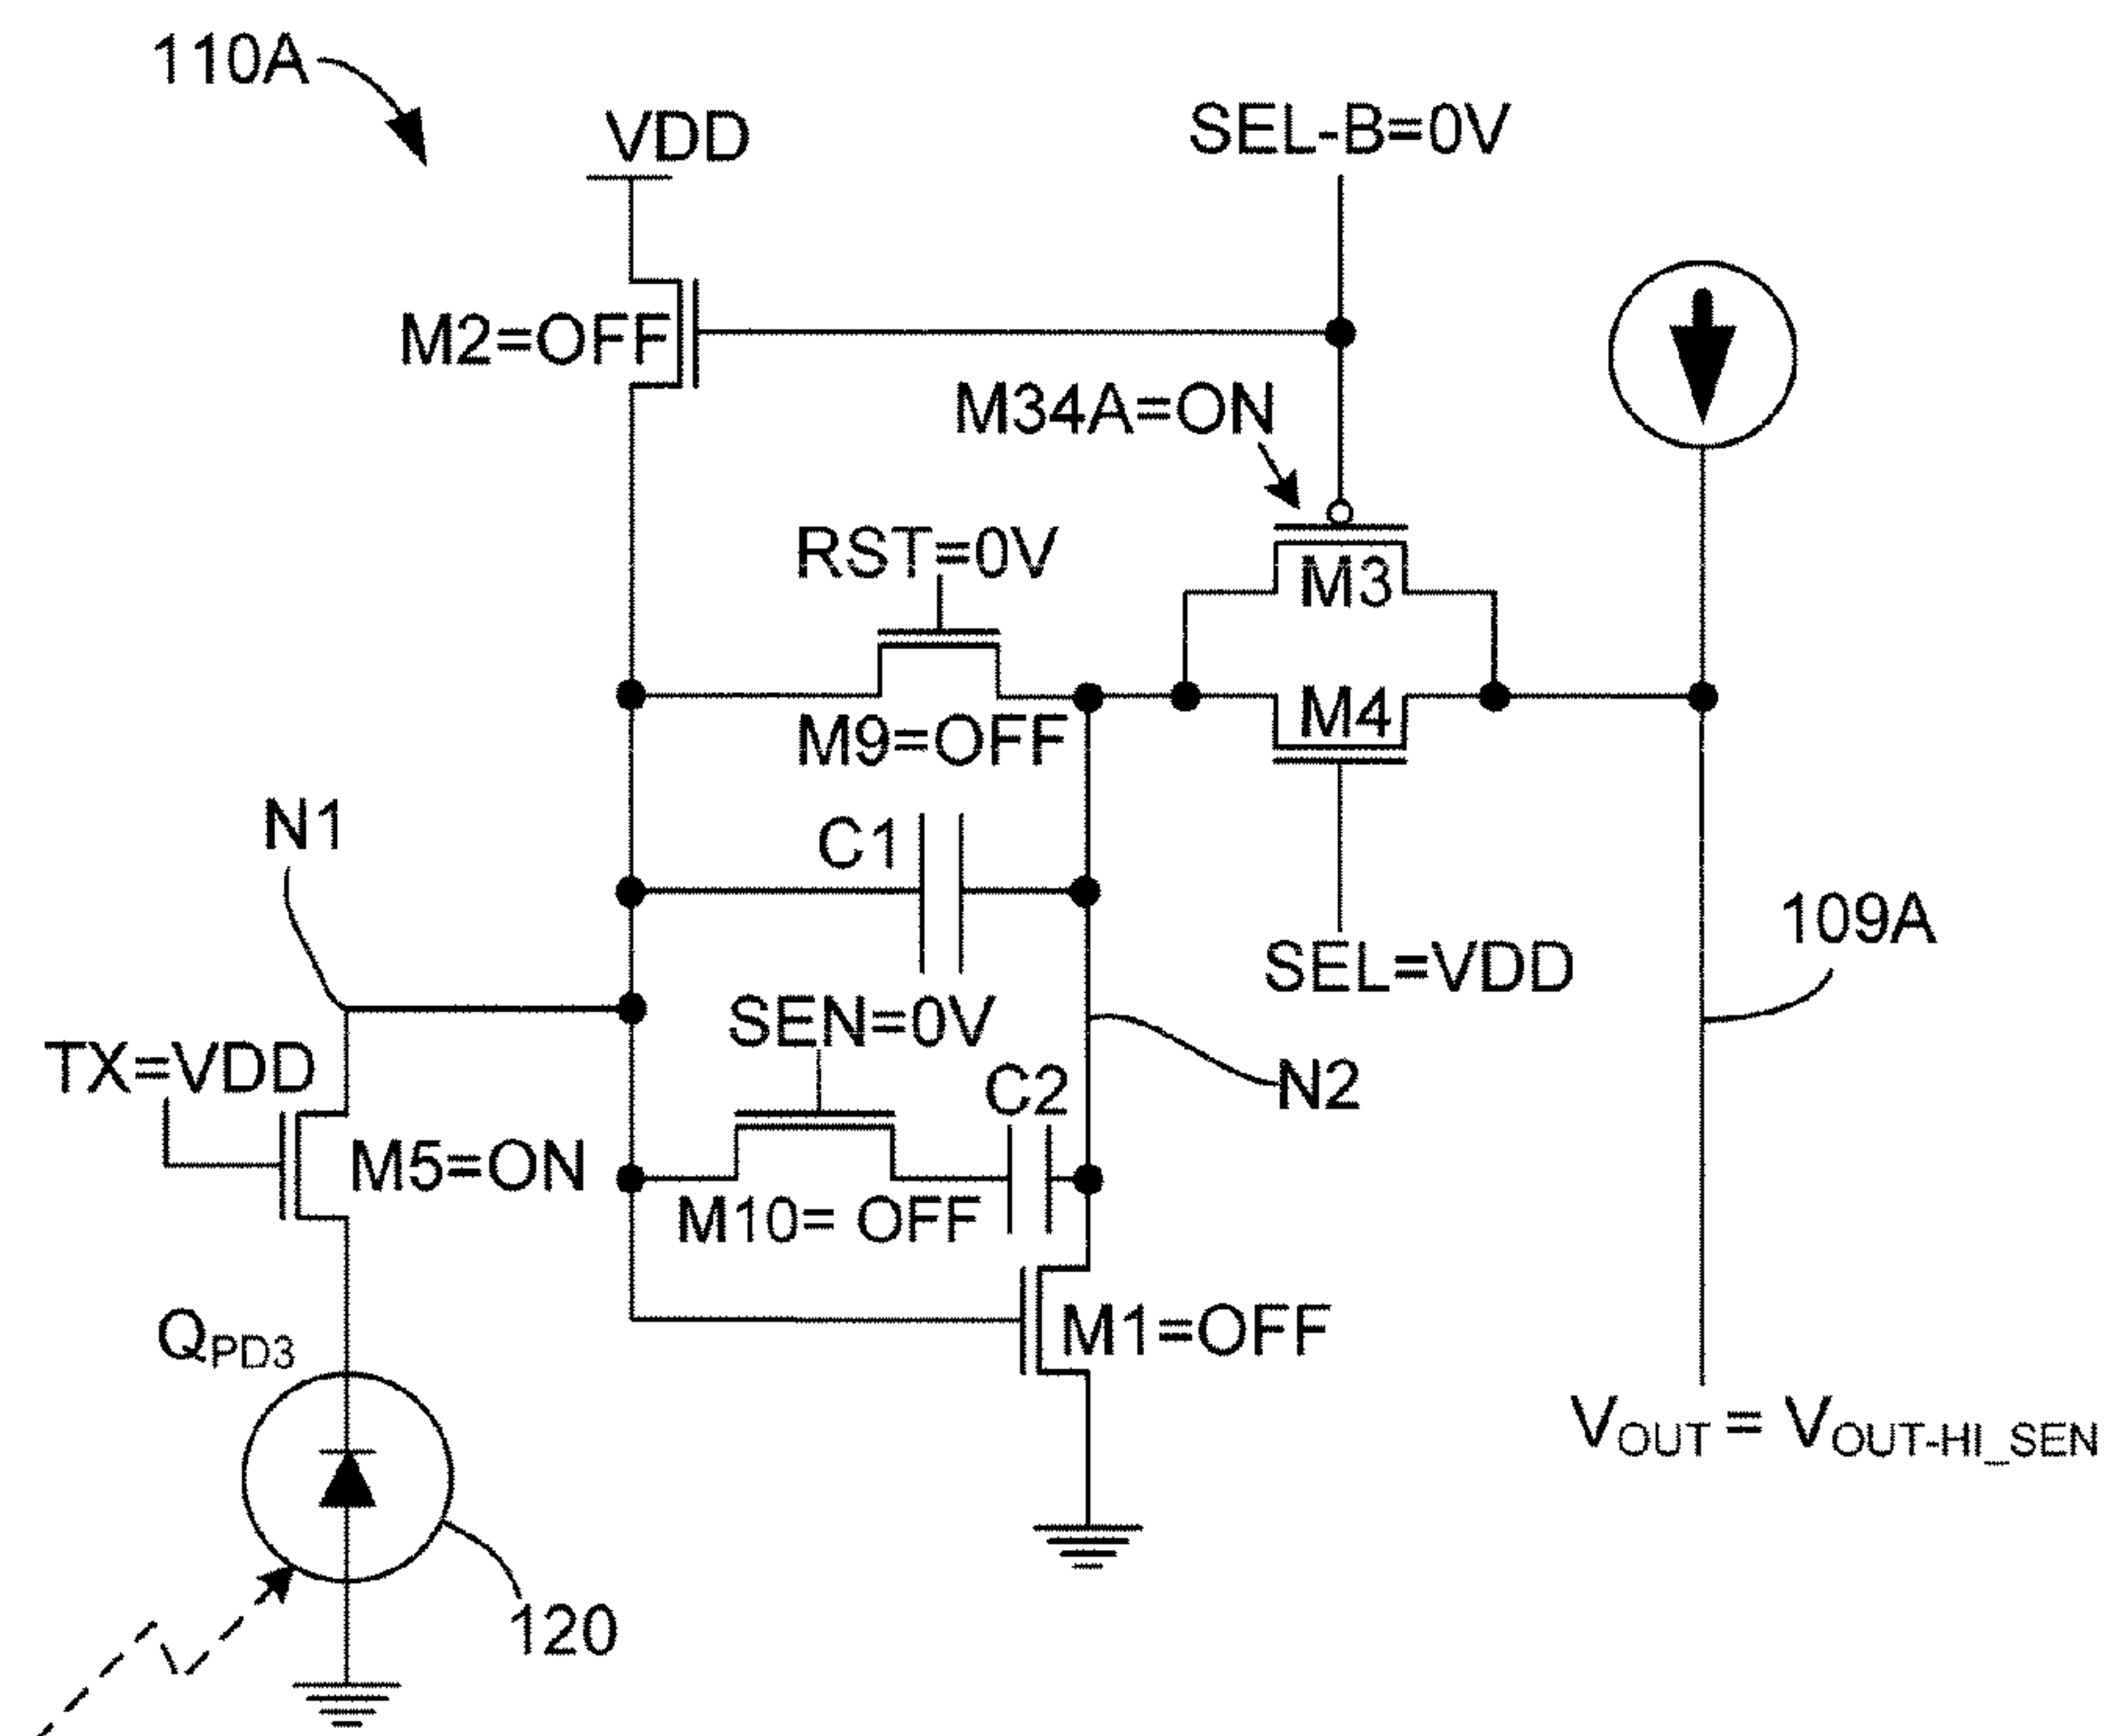 110A
VDD
SEL-B=0V
M2=OFF
M34A=ON
RST=0V
M3
M9=OFF
M4
N1
C1
109A
SEL=VDD
SEN=0V
TX=VDD
C2
N2
M5=ON
M10= OFF
QPD3
M1=OFF
VOUT = VOUT-HI_SEN
120